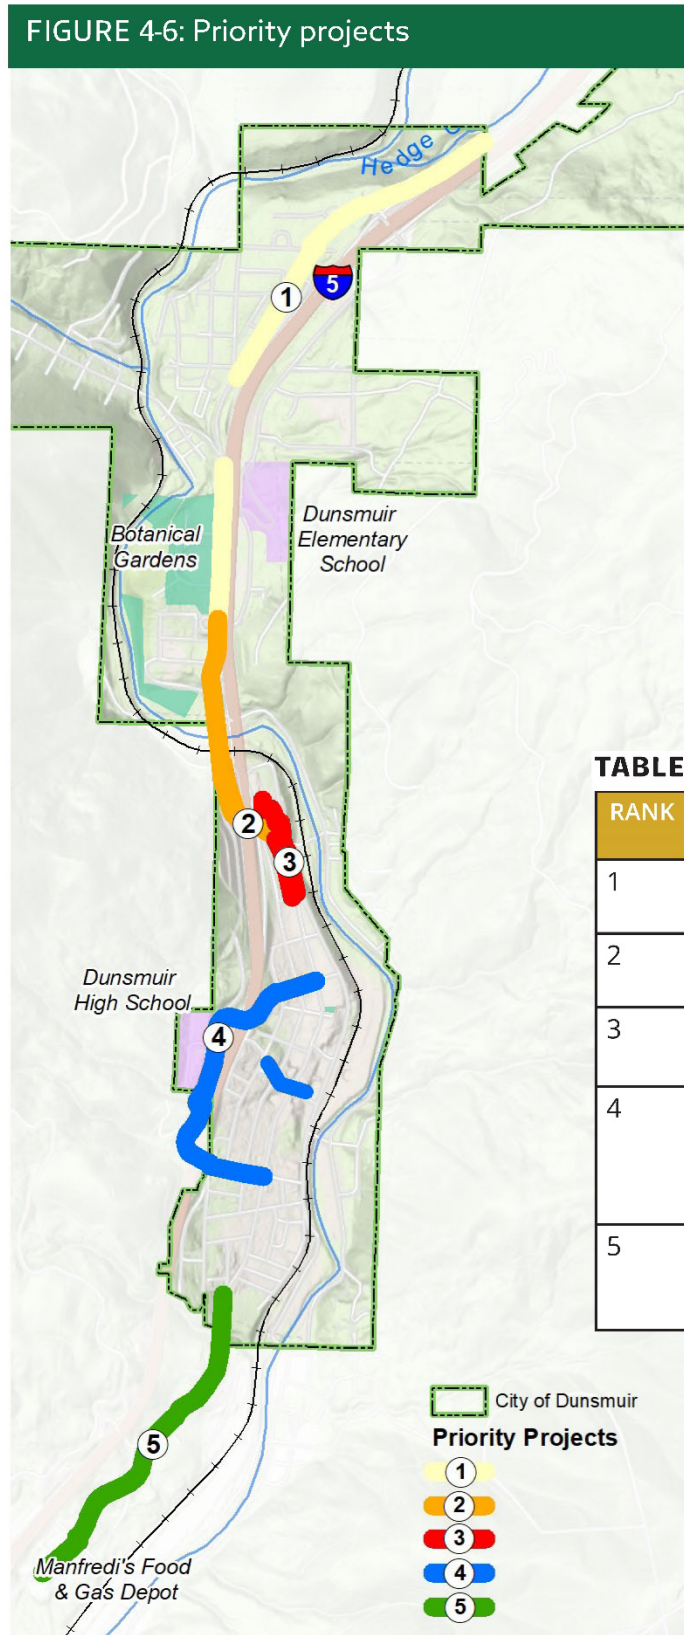 FIGURE 4-6: Priority projects
Hedge C
5
1
Botanical
Gardens
Dunsmuir
Elementary
School
2
3
TABLE
RANK
1
2
3
4
5
Dunsmuir
High School
4
5
City of Dunsmuir
Priority Projects
1
2
3
4
5
Manfredi's Food
& Gas Depot